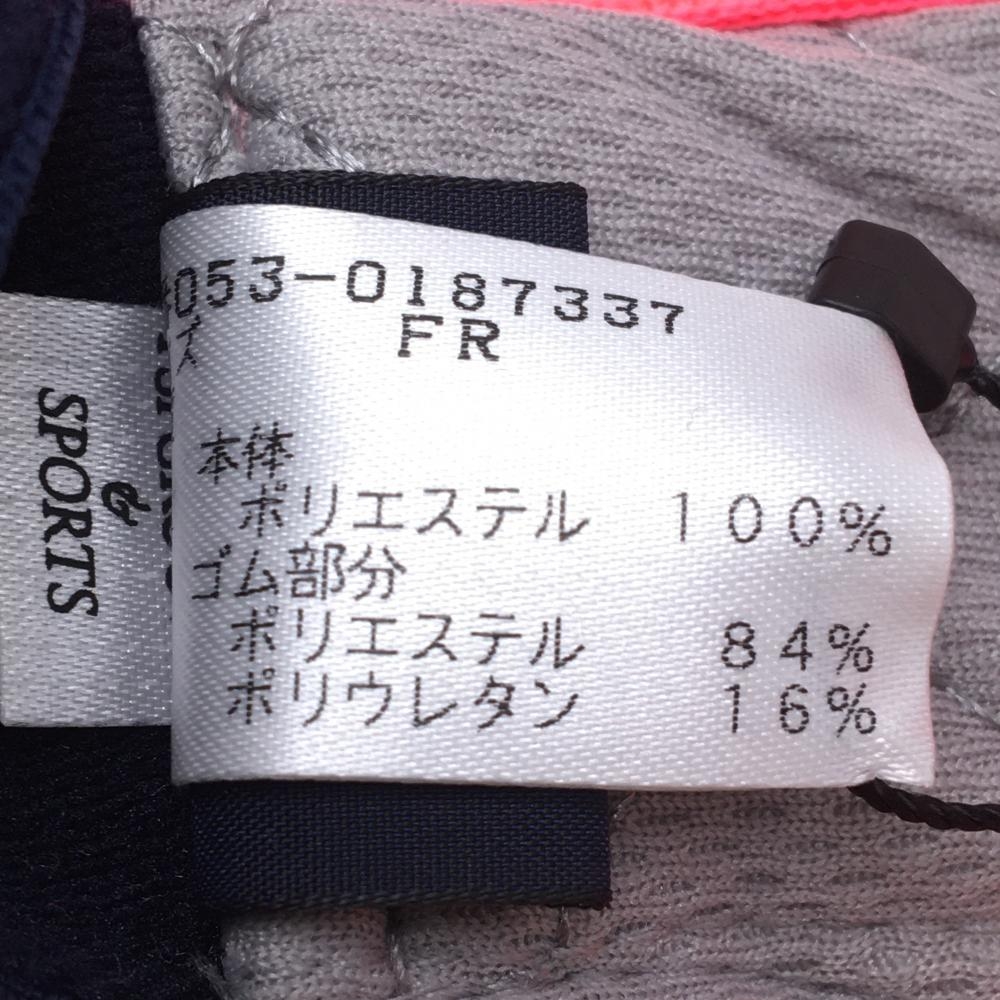 053-0187337
ズ FR
本体
ポリエステル 100%
ゴム部分
ポリエステル 84%
ポリウレタン 16%
SPORTS